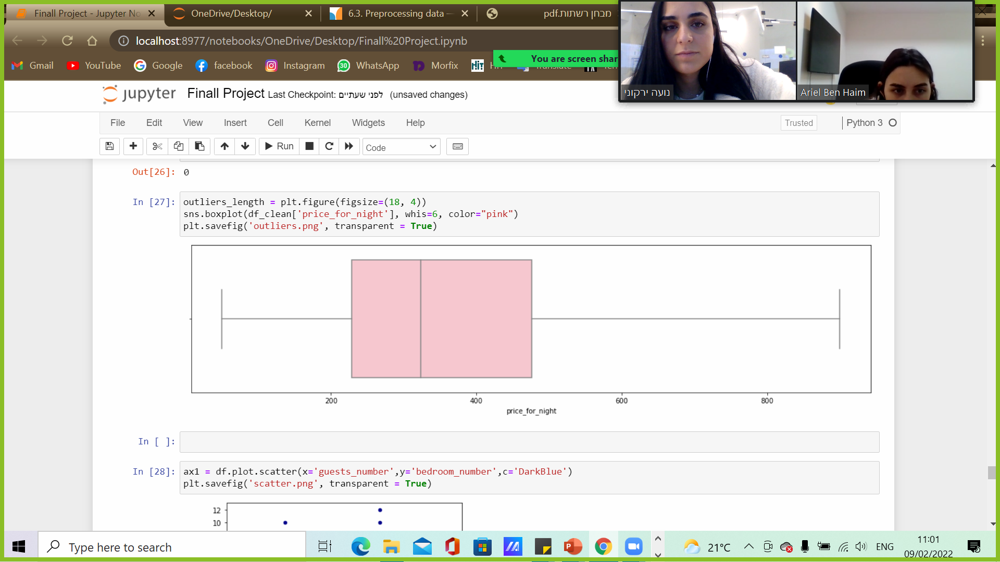 Finall Project - Jupyter No
OneDrive/Desktop/
6.3. Preprocessing data —
מבחן רשתות.pdf
localhost:8977/notebooks/OneDrive/Desktop/Finall%20Project.ipynb
Gmail
YouTube
Google
facebook
Instagram
30
WhatsApp
Morfix
HiT
You are screen shar
Translate
נועה ירקוני
Ariel Ben Haim
jupyter
Finall Project Last Checkpoint: לפני שעתיים (unsaved changes)
File Edit View Insert Cell Kernel Widgets Help
Trusted
Python 3
Run
Code
Out[26]: 0
In [27]: outliers_length = plt.figure(figsize=(18, 4))
sns.boxplot(df_clean['price_for_night'], whis=6, color="pink")
plt.savefig('outliers.png', transparent = True)
200 400 600 800
price_for_night
In [ ]:
In [28]: ax1 = df.plot.scatter(x='guests_number',y='bedroom_number',c='DarkBlue')
plt.savefig('scatter.png', transparent = True)
12
10
Type here to search
21°C
ENG
11:01
09/02/2022